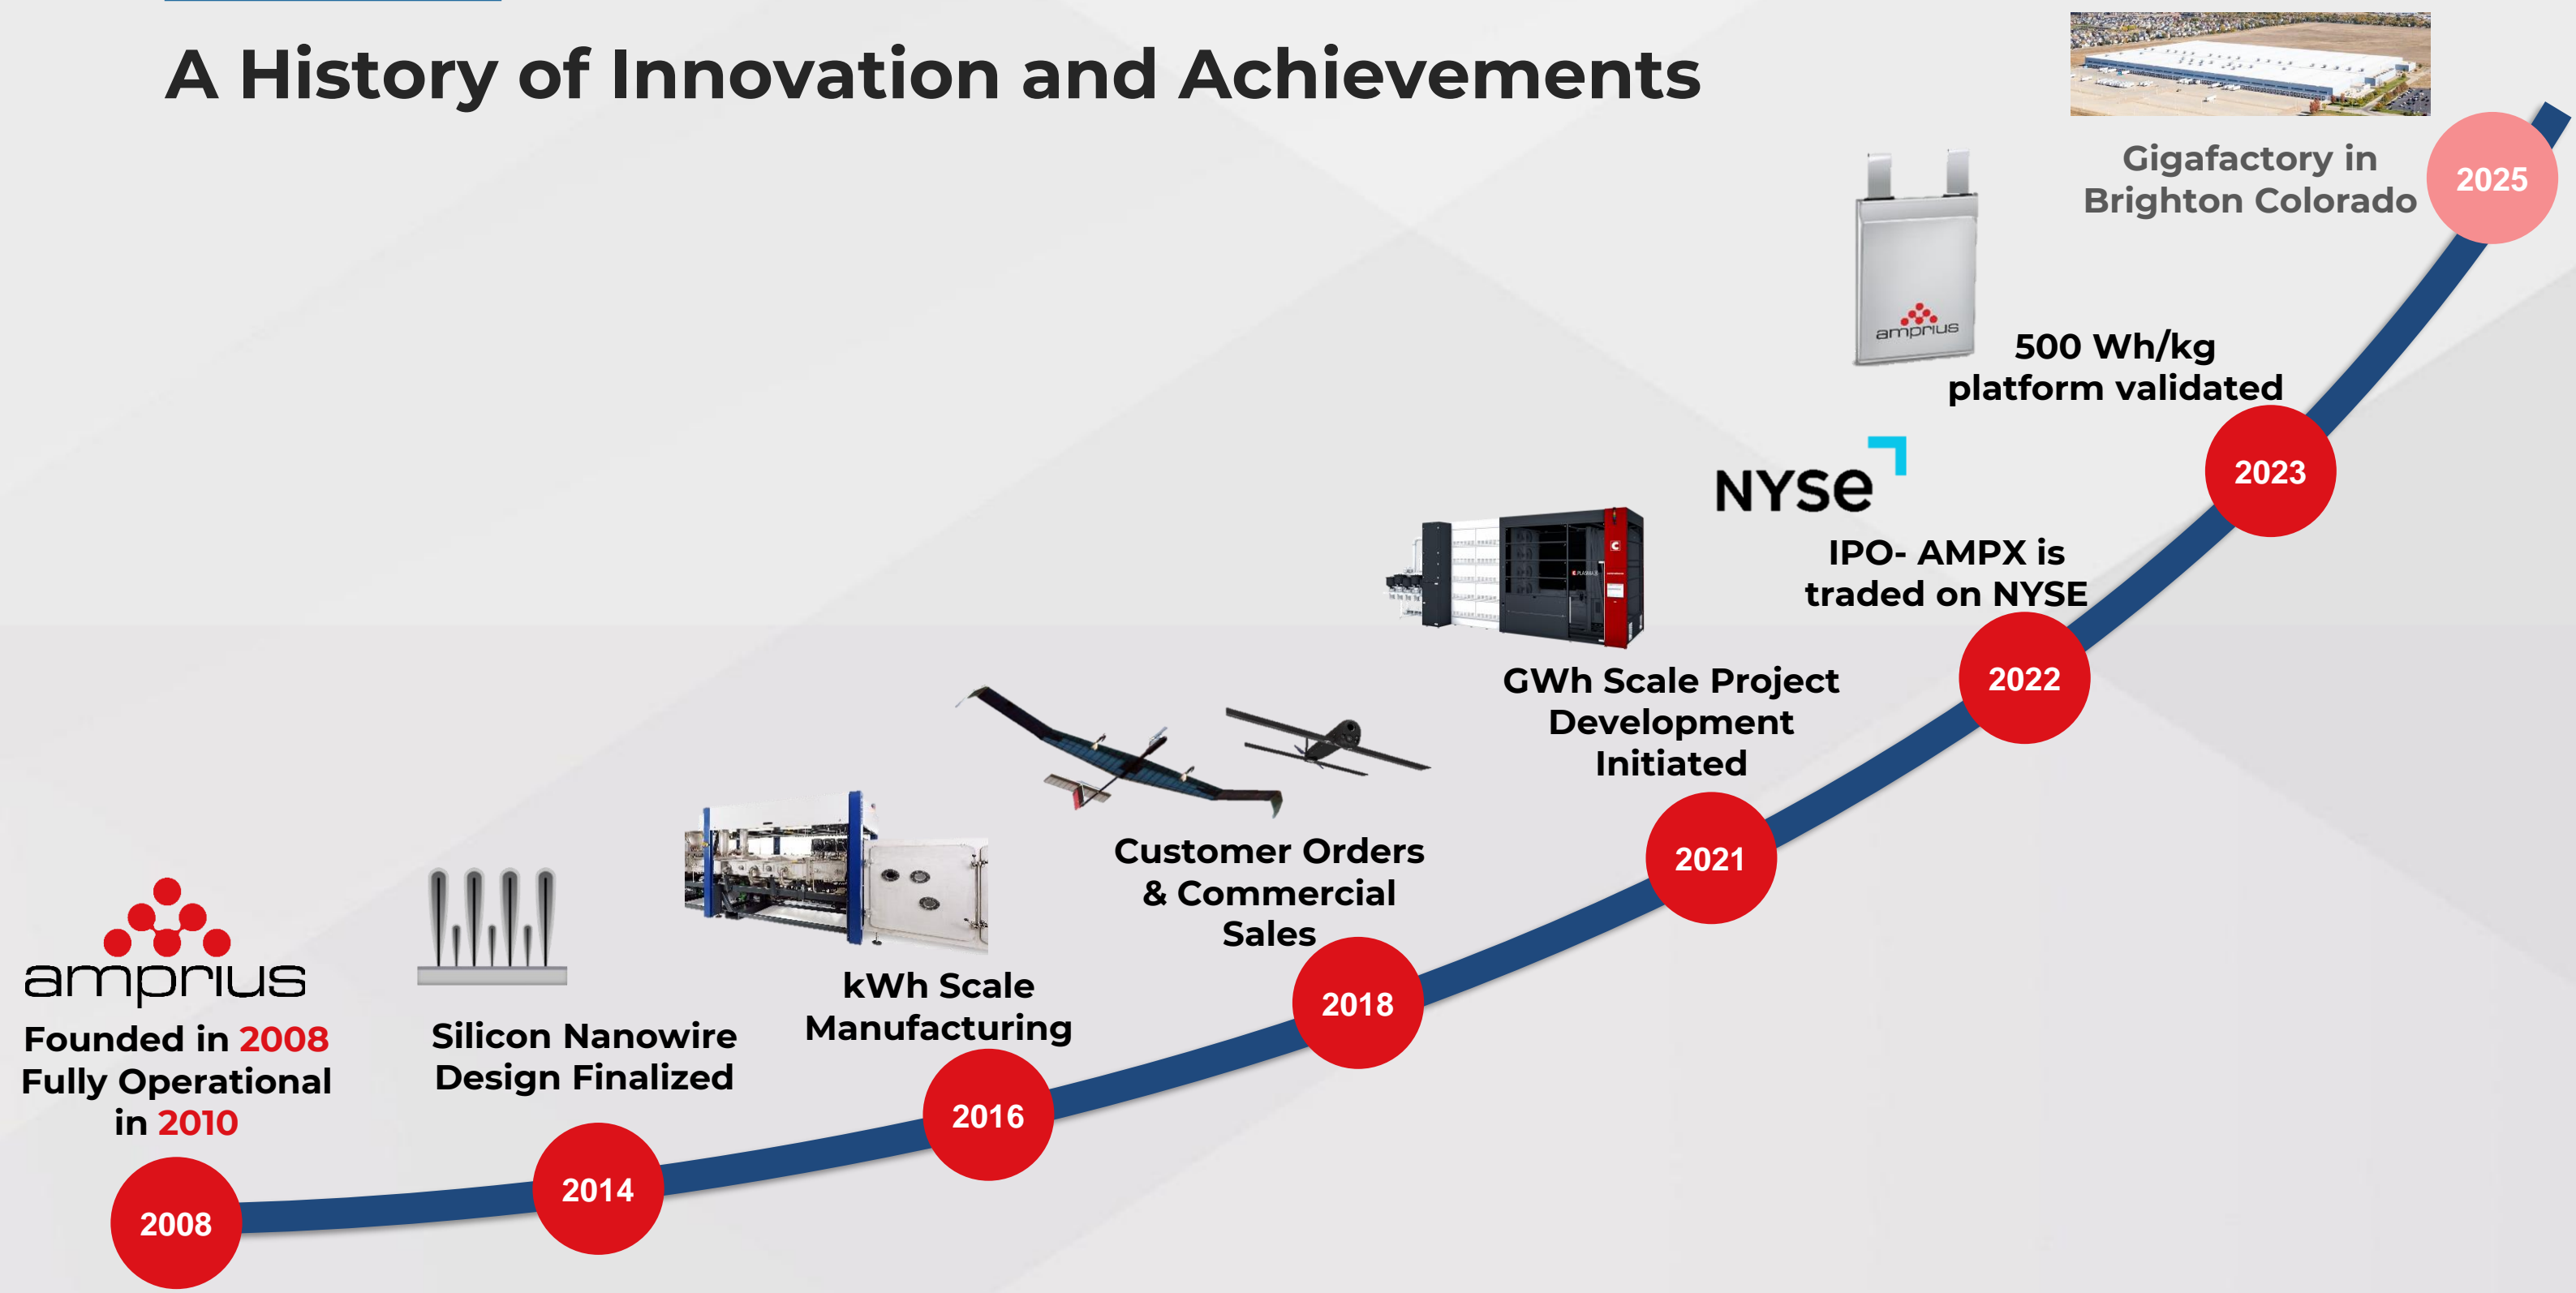 A History of Innovation and Achievements
Gigafactory in
Brighton Colorado
2025
amprius
500 Wh/kg
platform validated
2023
NYSE
IPO- AMPX is
traded on NYSE
2022
GWh Scale Project
Development
Initiated
2021
Customer Orders
& Commercial
Sales
2018
kWh Scale
Manufacturing
2016
Silicon Nanowire
Design Finalized
2014
amprius
Founded in 2008
Fully Operational
in 2010
2008